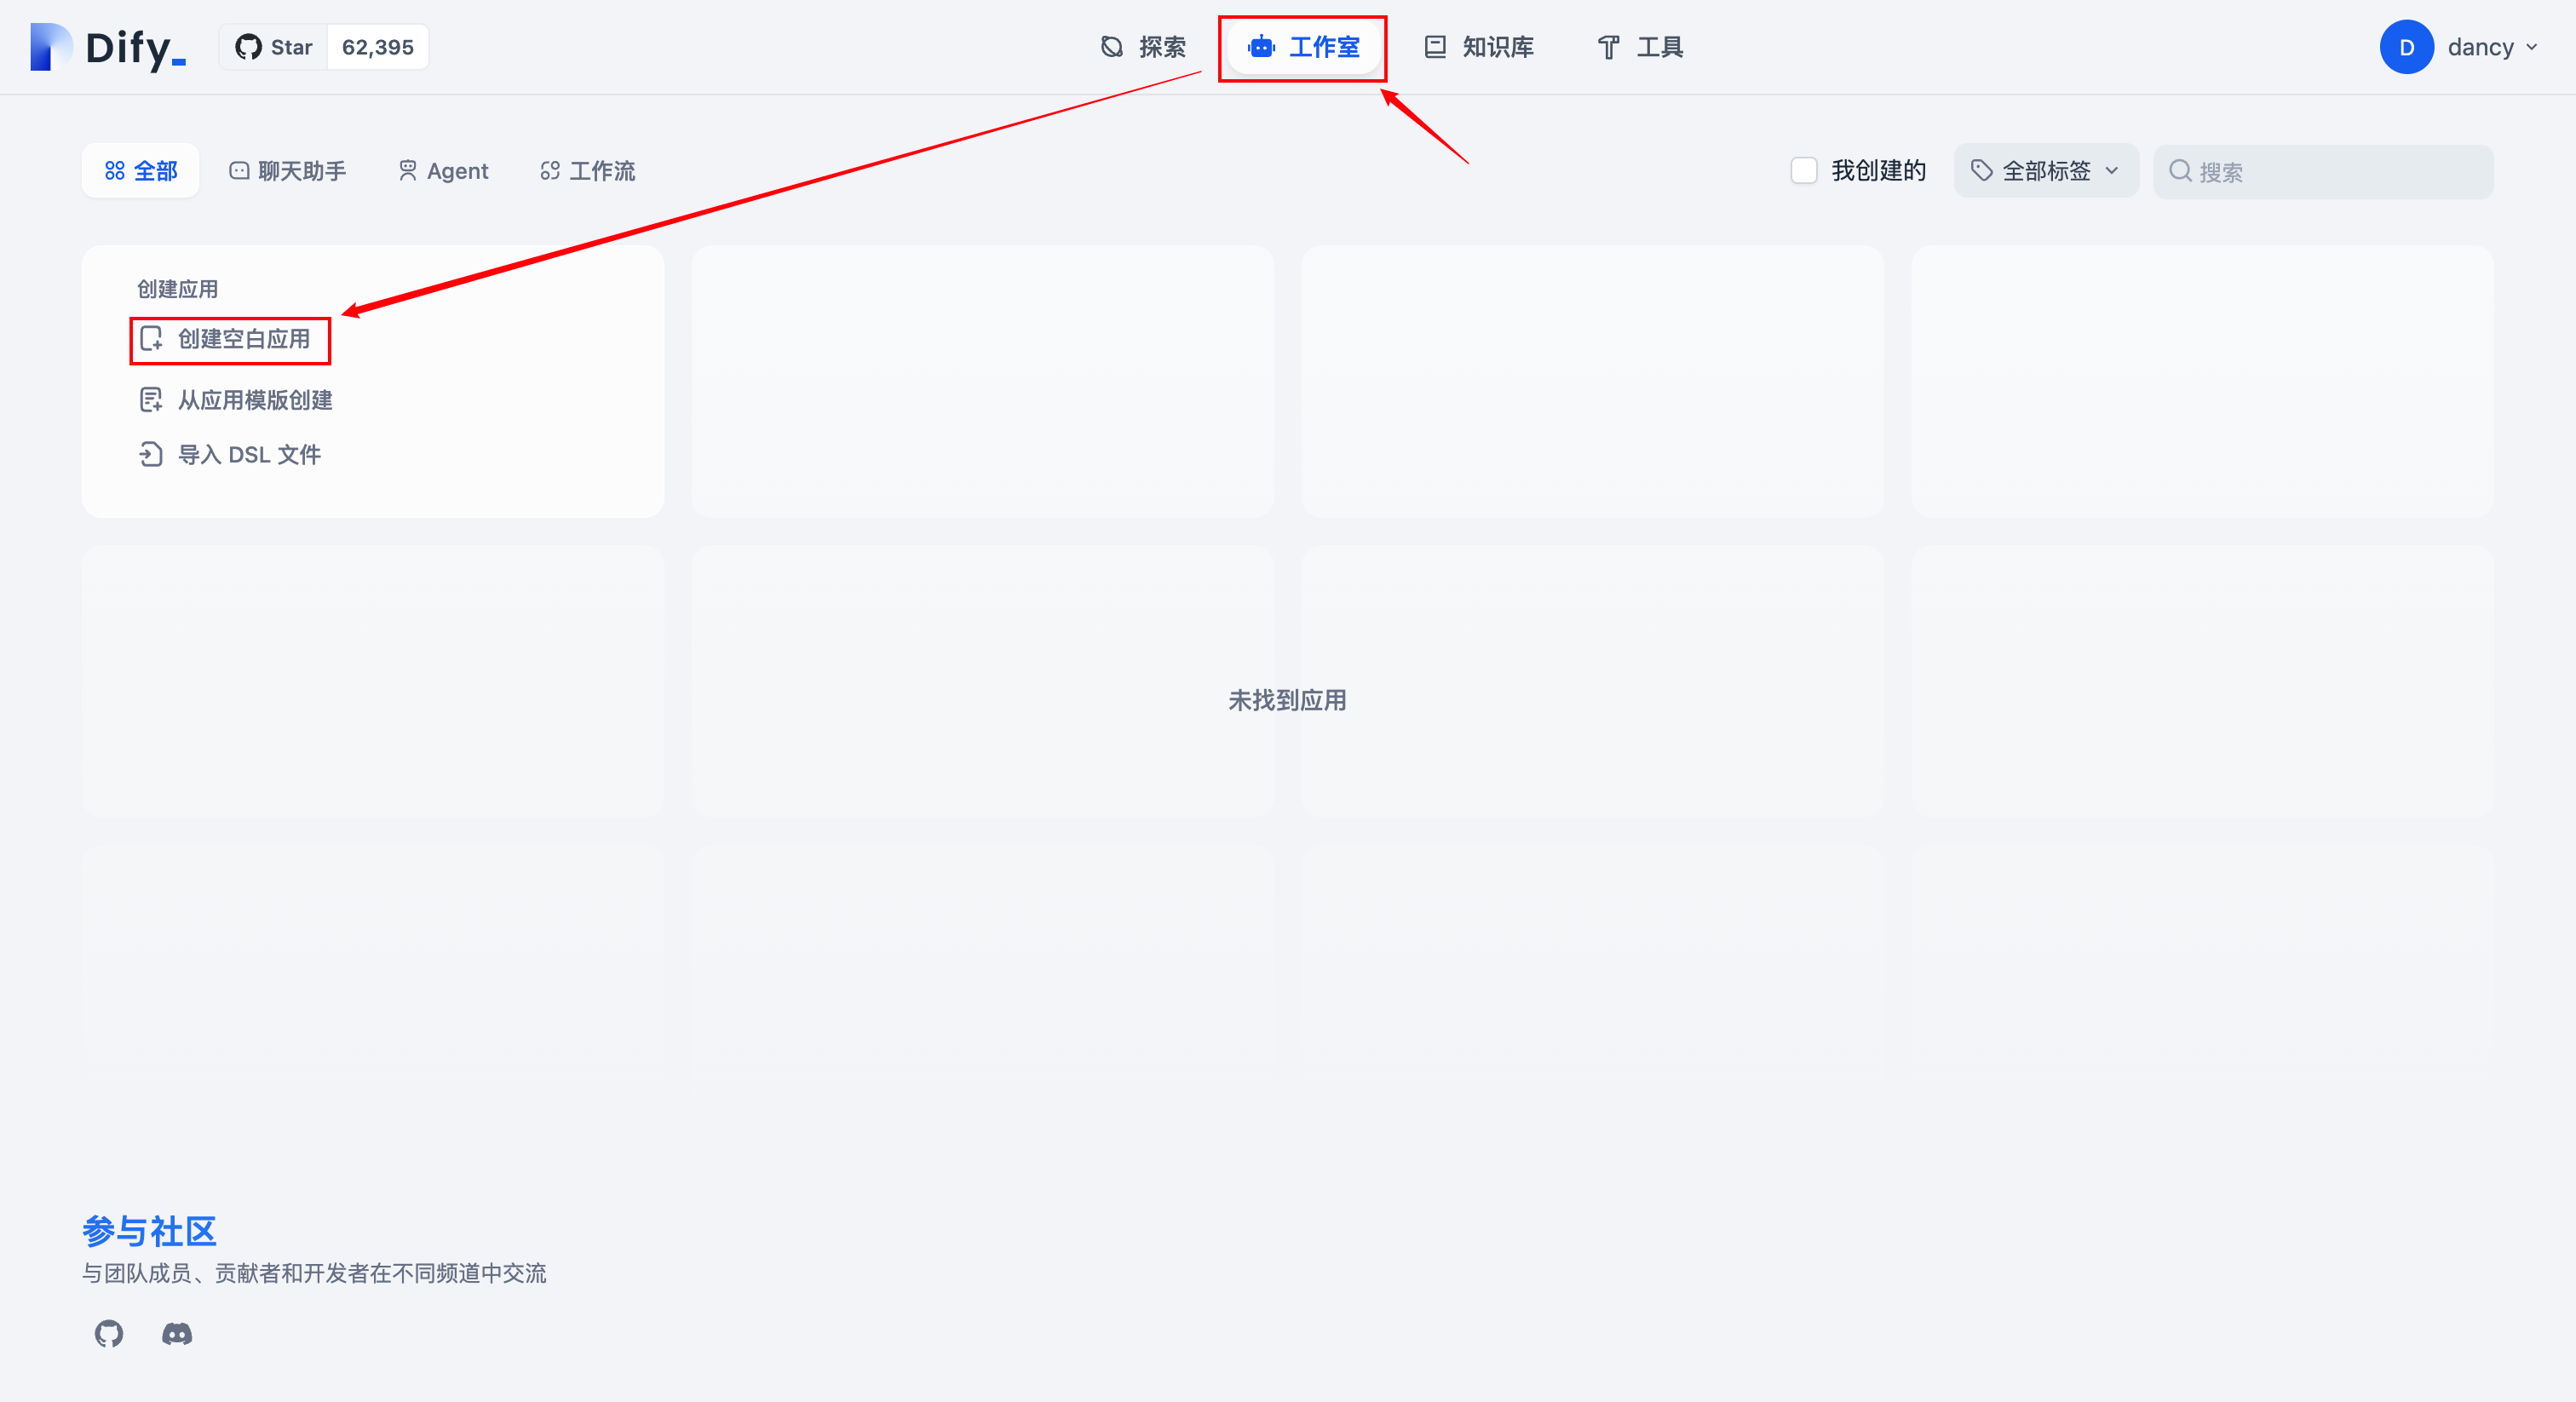 Dify_
Star 62,395
探索
工作室
知识库
工具
D dancy
全部
聊天助手
Agent
工作流
我创建的
全部标签
搜索
创建应用
创建空白应用
从应用模版创建
导入 DSL 文件
未找到应用
参与社区
与团队成员、贡献者和开发者在不同频道中交流